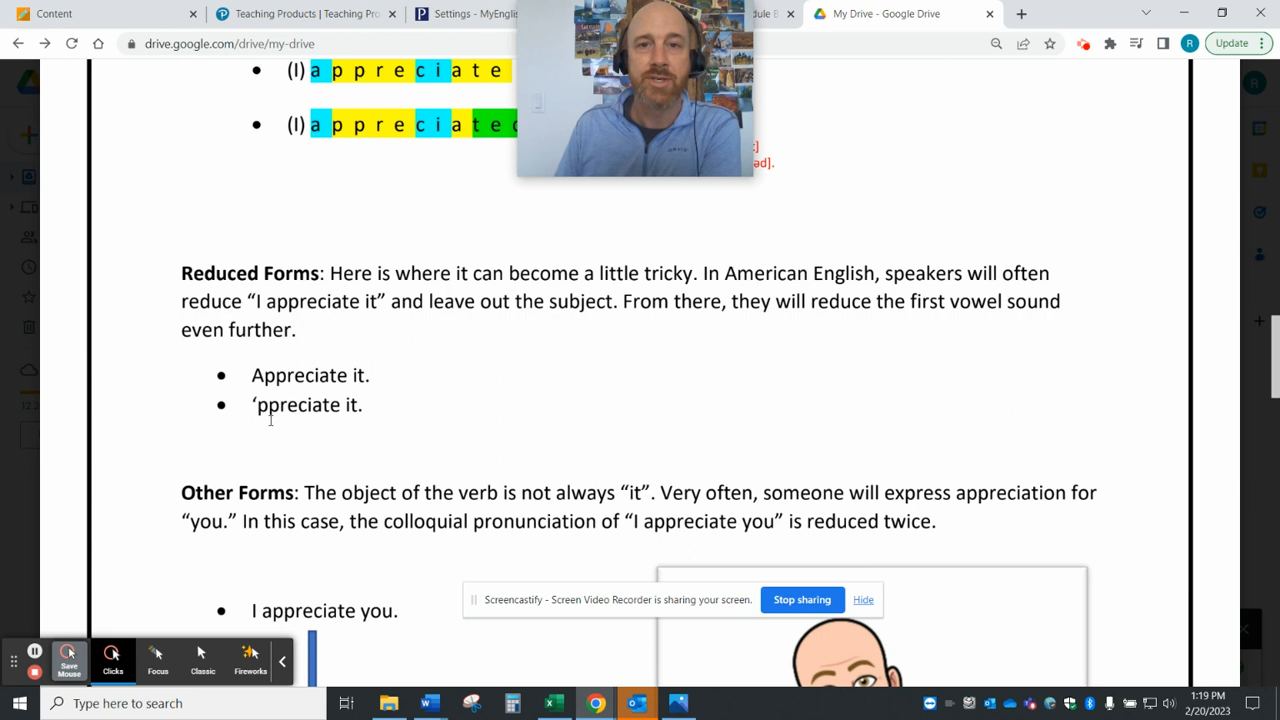 Content
Teaching Products | Teaching Pro
Settings - MyEnglis
dule B
My Drive - Google Drive
drive.google.com/drive/my-drive
R
Update
(I) a p p r e c i a t e
(I) a p p r e c i a t e
]
əd].
Reduced Forms: Here is where it can become a little tricky. In American English, speakers will often
reduce “I appreciate it” and leave out the subject. From there, they will reduce the first vowel sound
even further.
Appreciate it.
‘ppreciate it.
Other Forms: The object of the verb is not always “it”. Very often, someone will express appreciation for
“you.” In this case, the colloquial pronunciation of “I appreciate you” is reduced twice.
Screencastify - Screen Video Recorder is sharing your screen.
Stop sharing
Hide
I appreciate you.
Save
Mouse
Clicks
Focus
Classic
Fireworks
Type here to search
1:19 PM
2/20/2023